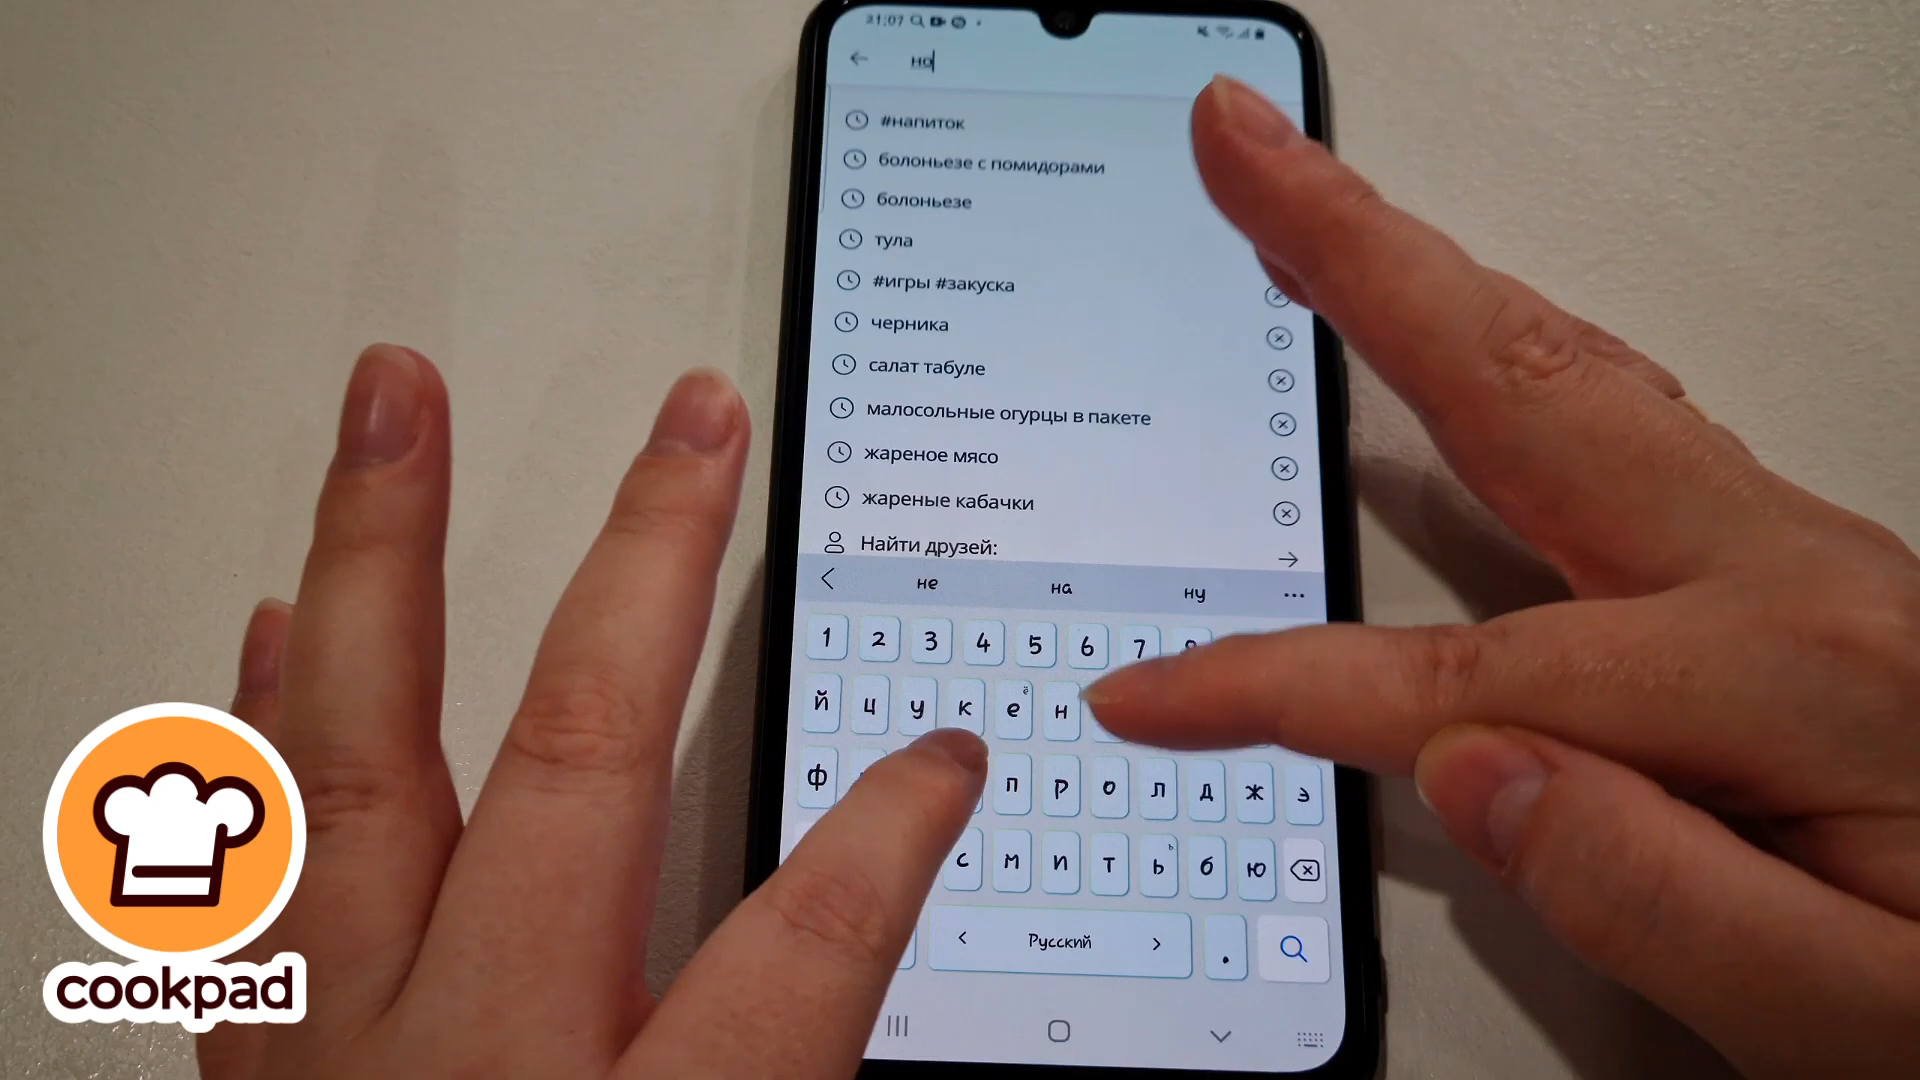 21:07
но
#напиток
болоньезе с помидорами
болоньезе
тула
#игры #закуска
черника
салат табуле
малосольные огурцы в пакете
жареное мясо
жареные кабачки
Найти друзей:
не на ну
1 2 3 4 5 6 7
й ц у к е ё н
ф п р о л д ж э
с м и т ь ъ б ю
Русский .
cookpad